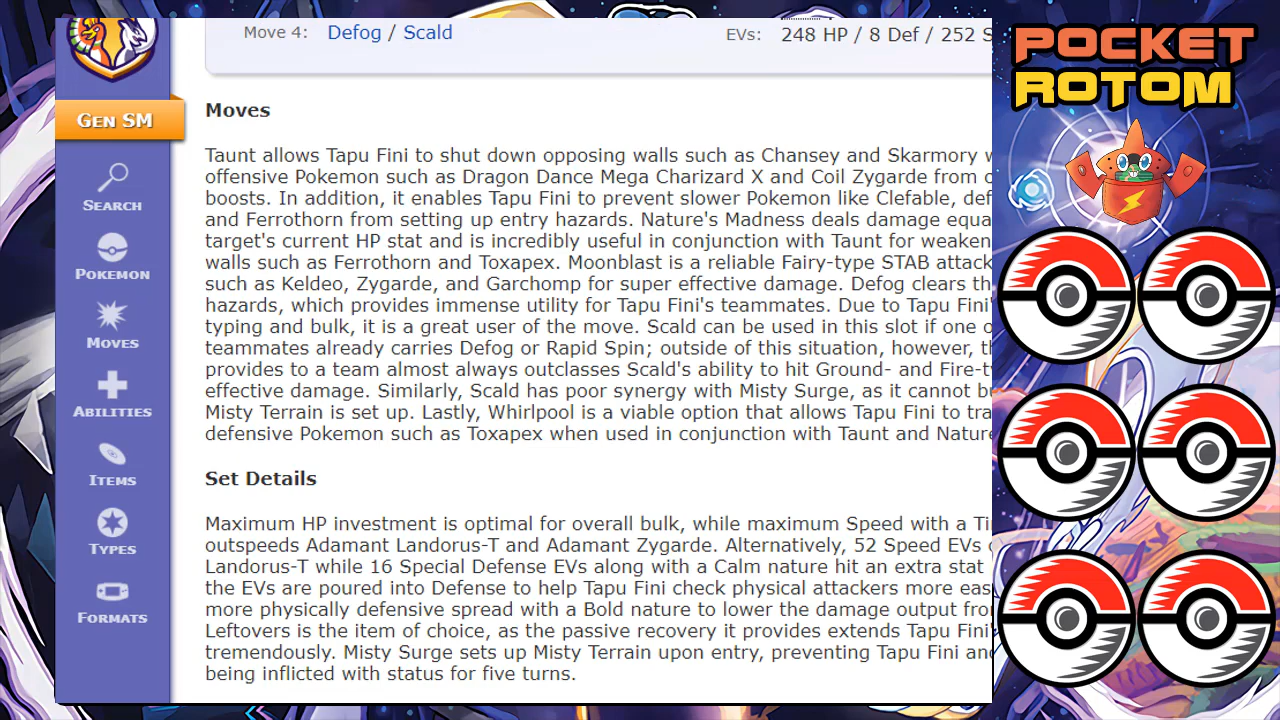 Move 4: Defog / Scald
EVs: 248 HP / 8 Def / 252 S
POCKET
ROTOM
GEN SM
SEARCH
POKEMON
MOVES
ABILITIES
ITEMS
TYPES
FORMATS
Moves
Taunt allows Tapu Fini to shut down opposing walls such as Chansey and Skarmory
offensive Pokemon such as Dragon Dance Mega Charizard X and Coil Zygarde from
boosts. In addition, it enables Tapu Fini to prevent slower Pokemon like Clefable, def
and Ferrothorn from setting up entry hazards. Nature's Madness deals damage equa
target's current HP stat and is incredibly useful in conjunction with Taunt for weaken
walls such as Ferrothorn and Toxapex. Moonblast is a reliable Fairy-type STAB attack
such as Keldeo, Zygarde, and Garchomp for super effective damage. Defog clears th
hazards, which provides immense utility for Tapu Fini's teammates. Due to Tapu Fini'
typing and bulk, it is a great user of the move. Scald can be used in this slot if one o
teammates already carries Defog or Rapid Spin; outside of this situation, however, th
provides to a team almost always outclasses Scald's ability to hit Ground- and Fire-ty
effective damage. Similarly, Scald has poor synergy with Misty Surge, as it cannot bu
Misty Terrain is set up. Lastly, Whirlpool is a viable option that allows Tapu Fini to tra
defensive Pokemon such as Toxapex when used in conjunction with Taunt and Nature
Set Details
Maximum HP investment is optimal for overall bulk, while maximum Speed with a Ti
outspeeds Adamant Landorus-T and Adamant Zygarde. Alternatively, 52 Speed EVs
Landorus-T while 16 Special Defense EVs along with a Calm nature hit an extra stat
the EVs are poured into Defense to help Tapu Fini check physical attackers more eas
more physically defensive spread with a Bold nature to lower the damage output fro
Leftovers is the item of choice, as the passive recovery it provides extends Tapu Fini'
tremendously. Misty Surge sets up Misty Terrain upon entry, preventing Tapu Fini and
being inflicted with status for five turns.